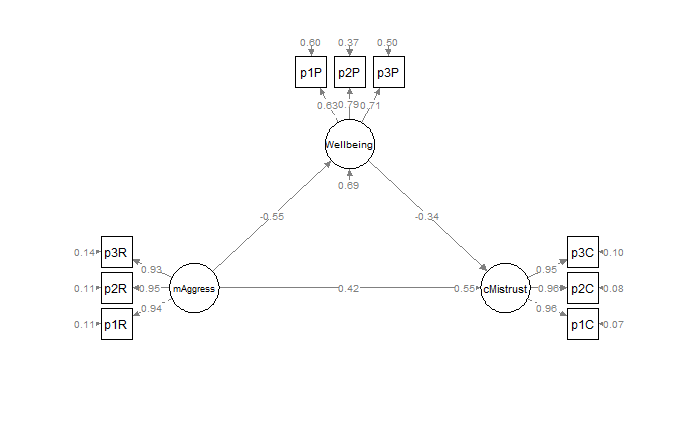 0.60 0.37 0.50
p1P p2P p3P
0.63 0.79 0.71
Wellbeing
0.69
-0.55 -0.34
p3R 0.14 0.93
p2R 0.11 0.95
p1R 0.11 0.94
mAggress
0.42
0.55
cMistrust
0.95 p3C 0.10
0.96 p2C 0.08
0.96 p1C 0.07